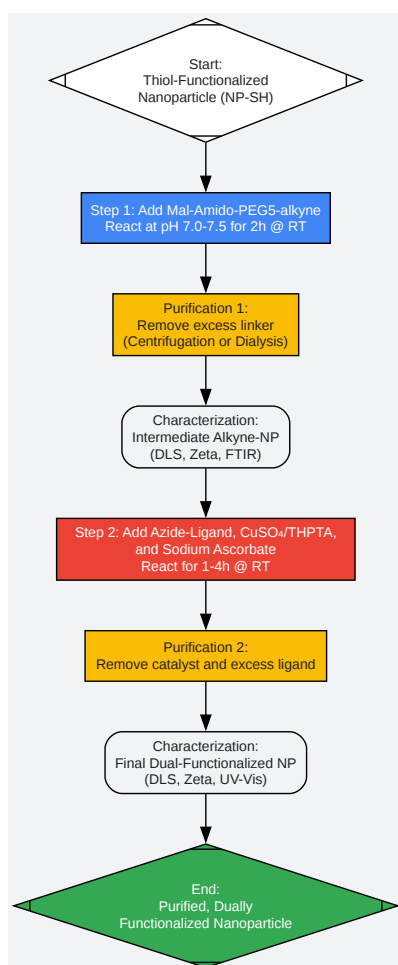 Start:
Thiol-Functionalized
Nanoparticle (NP-SH)
Step 1: Add Mal-Amido-PEG5-alkyne
React at pH 7.0-7.5 for 2h @ RT
Purification 1:
Remove excess linker
(Centrifugation or Dialysis)
Characterization:
Intermediate Alkyne-NP
(DLS, Zeta, FTIR)
Step 2: Add Azide-Ligand, CuSO₄/THPTA,
and Sodium Ascorbate
React for 1-4h @ RT
Purification 2:
Remove catalyst and excess ligand
Characterization:
Final Dual-Functionalized NP
(DLS, Zeta, UV-Vis)
End:
Purified, Dually
Functionalized Nanoparticle